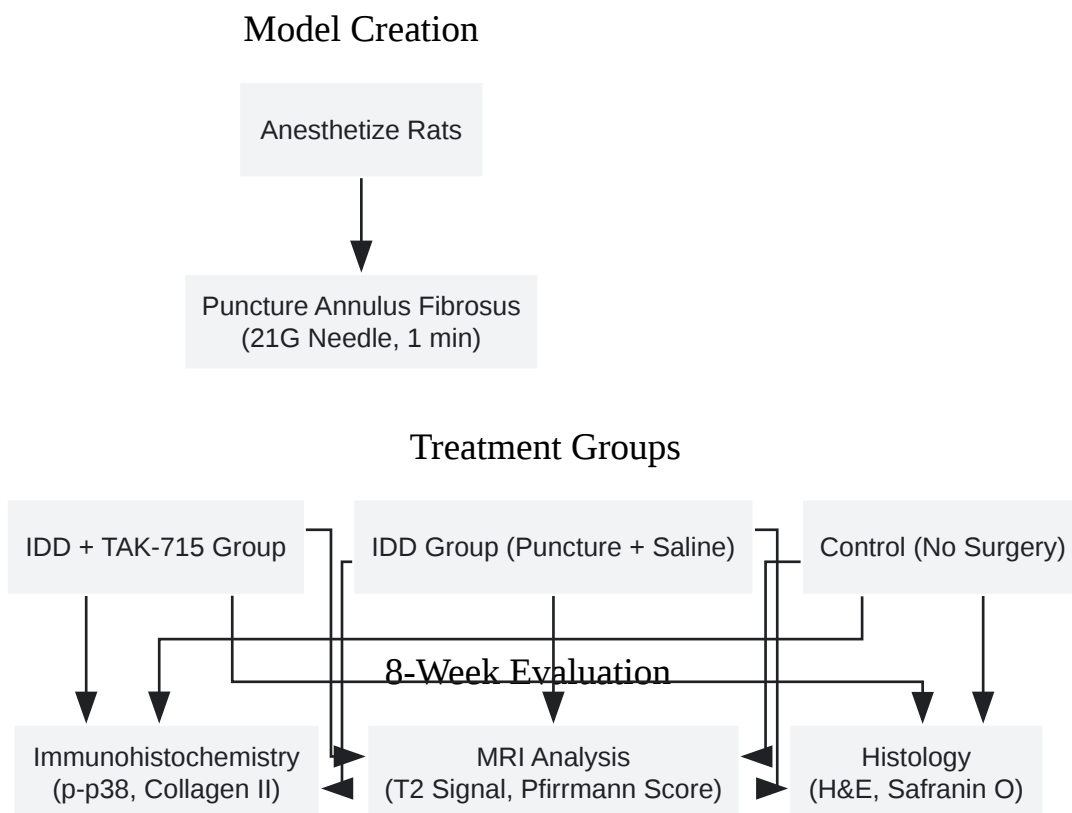 Model Creation
Anesthetize Rats
Puncture Annulus Fibrosus
(21G Needle, 1 min)
Treatment Groups
IDD + TAK-715 Group
IDD Group (Puncture + Saline)
Control (No Surgery)
8-Week Evaluation
Immunohistochemistry
(p-p38, Collagen II)
MRI Analysis
(T2 Signal, Pfirrmann Score)
Histology
(H&E, Safranin O)